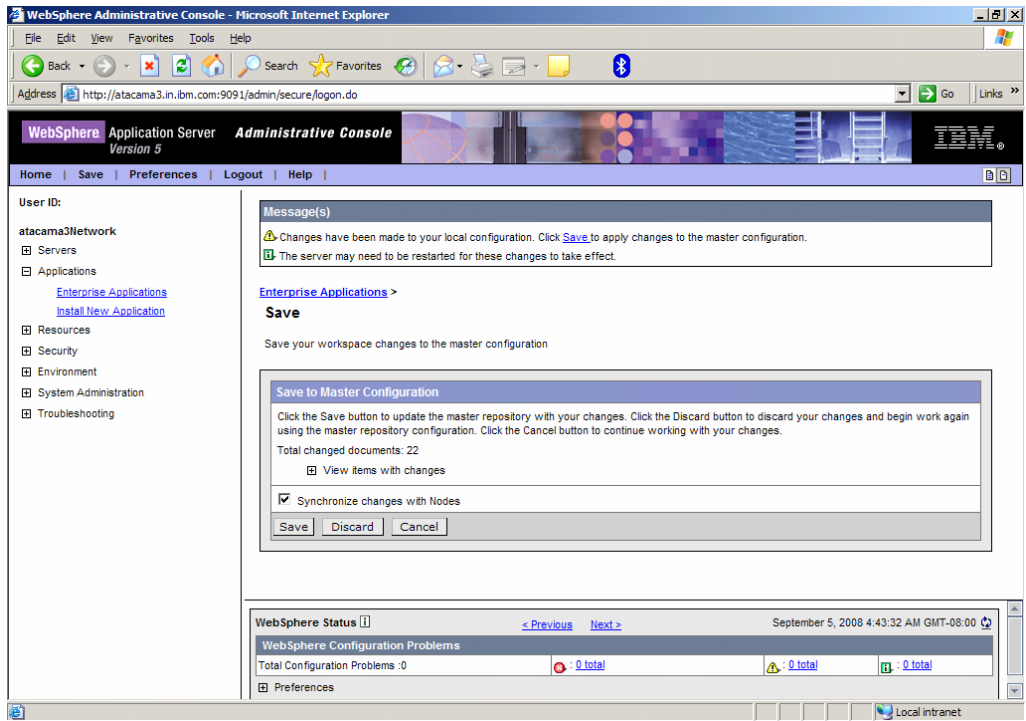 WebSphere Administrative Console - Microsoft Internet Explorer
File Edit View Favorites Tools Help
Back Search Favorites
Address http://atacama3.in.ibm.com:9091/admin/secure/logon.do Go Links »
WebSphere Application Server Administrative Console
Version 5
IBM®
Home | Save | Preferences | Logout | Help |
User ID:
atacama3Network
Servers
Applications
Enterprise Applications
Install New Application
Resources
Security
Environment
System Administration
Troubleshooting
Message(s)
Changes have been made to your local configuration. Click Save to apply changes to the master configuration.
The server may need to be restarted for these changes to take effect.
Enterprise Applications >
Save
Save your workspace changes to the master configuration
Save to Master Configuration
Click the Save button to update the master repository with your changes. Click the Discard button to discard your changes and begin work again
using the master repository configuration. Click the Cancel button to continue working with your changes.
Total changed documents: 22
View items with changes
Synchronize changes with Nodes
Save Discard Cancel
WebSphere Status i < Previous Next > September 5, 2008 4:43:32 AM GMT-08:00
WebSphere Configuration Problems
Total Configuration Problems :0 : 0 total : 0 total : 0 total
Preferences
Local intranet